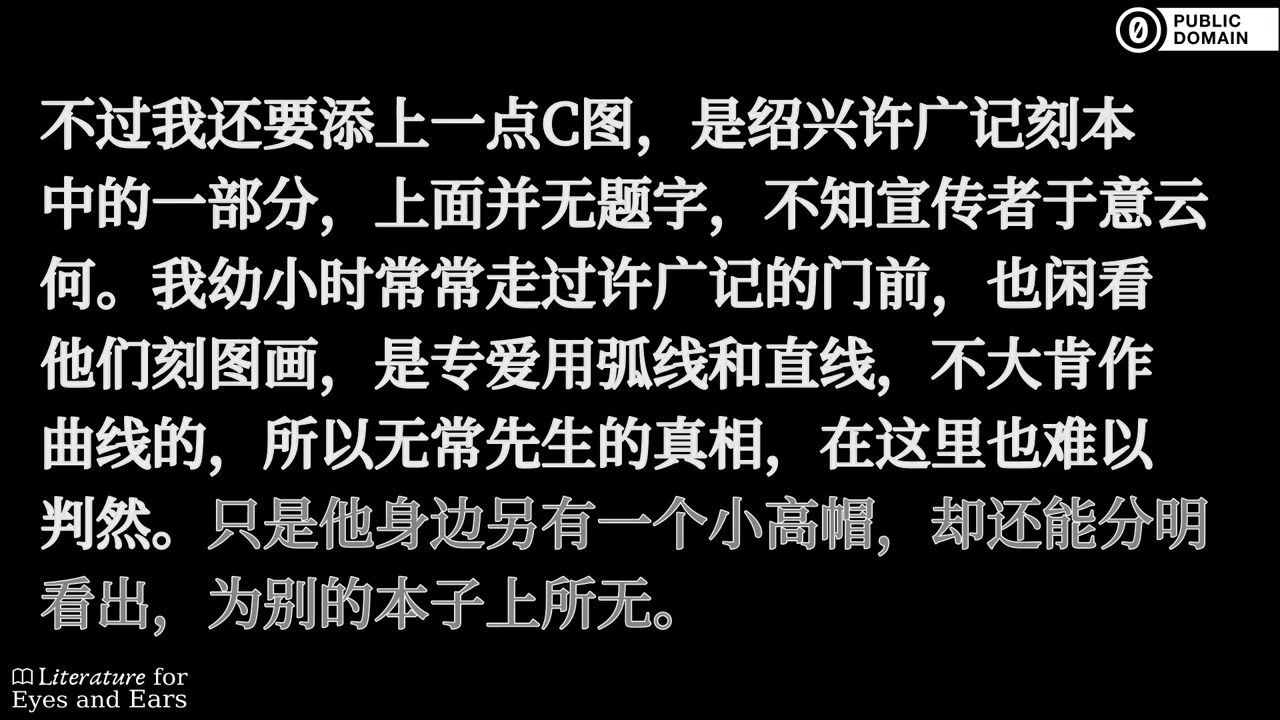 PUBLIC
DOMAIN
不过我还要添上一点C图，是绍兴许广记刻本
中的一部分，上面并无题字，不知宣传者于意云
何。我幼小时常常走过许广记的门前，也闲看
他们刻图画，是专爱用弧线和直线，不大肯作
曲线的，所以无常先生的真相，在这里也难以
判然。只是他身边另有一个小高帽，却还能分明
看出，为别的本子上所无。
Literature for
Eyes and Ears